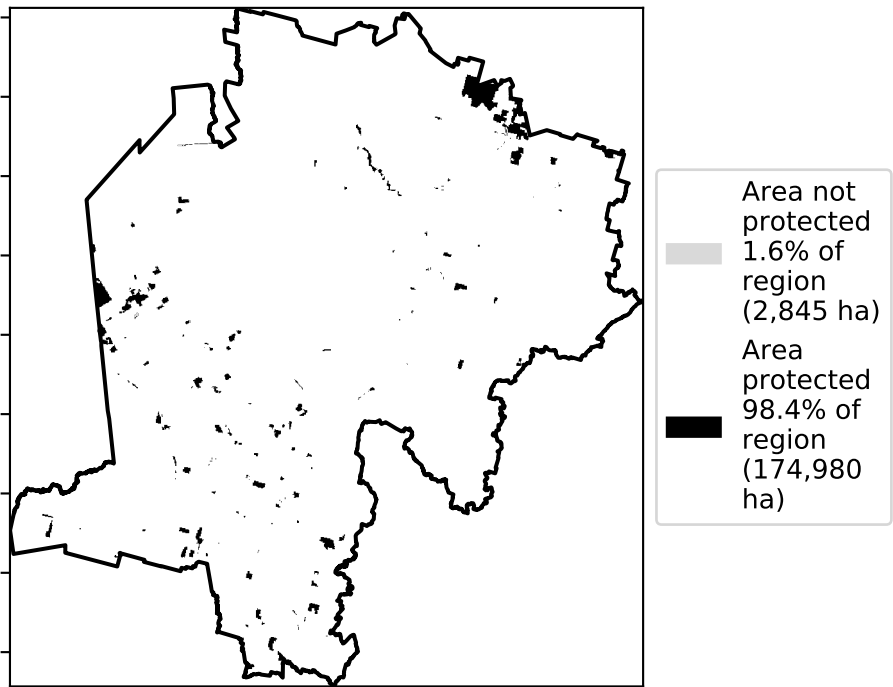 Area not
protected
1.6% of
region
(2,845 ha)
Area
protected
98.4% of
region
(174,980
ha)